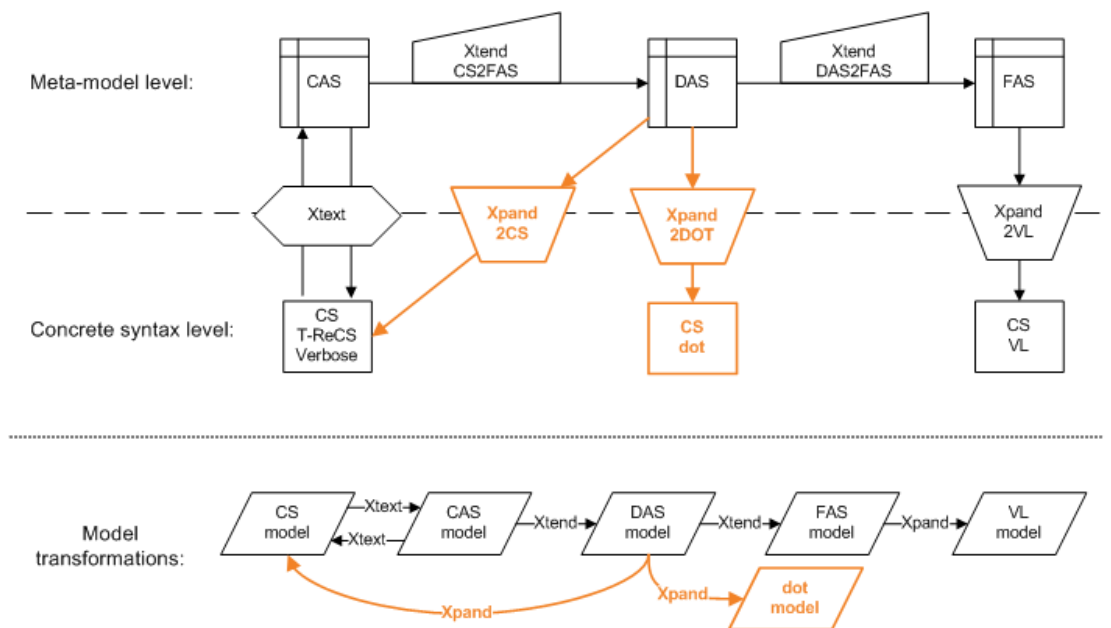 Meta-model level:
CAS
Xtend
CS2FAS
DAS
Xtend
DAS2FAS
FAS
Xtext
Xpand
2CS
Xpand
2DOT
Xpand
2VL
Concrete syntax level:
CS
T-ReCS
Verbose
CS
dot
CS
VL
Model
transformations:
CS
model
Xtext
Xtext
CAS
model
Xtend
DAS
model
Xtend
FAS
model
Xpand
VL
model
Xpand
Xpand
dot
model